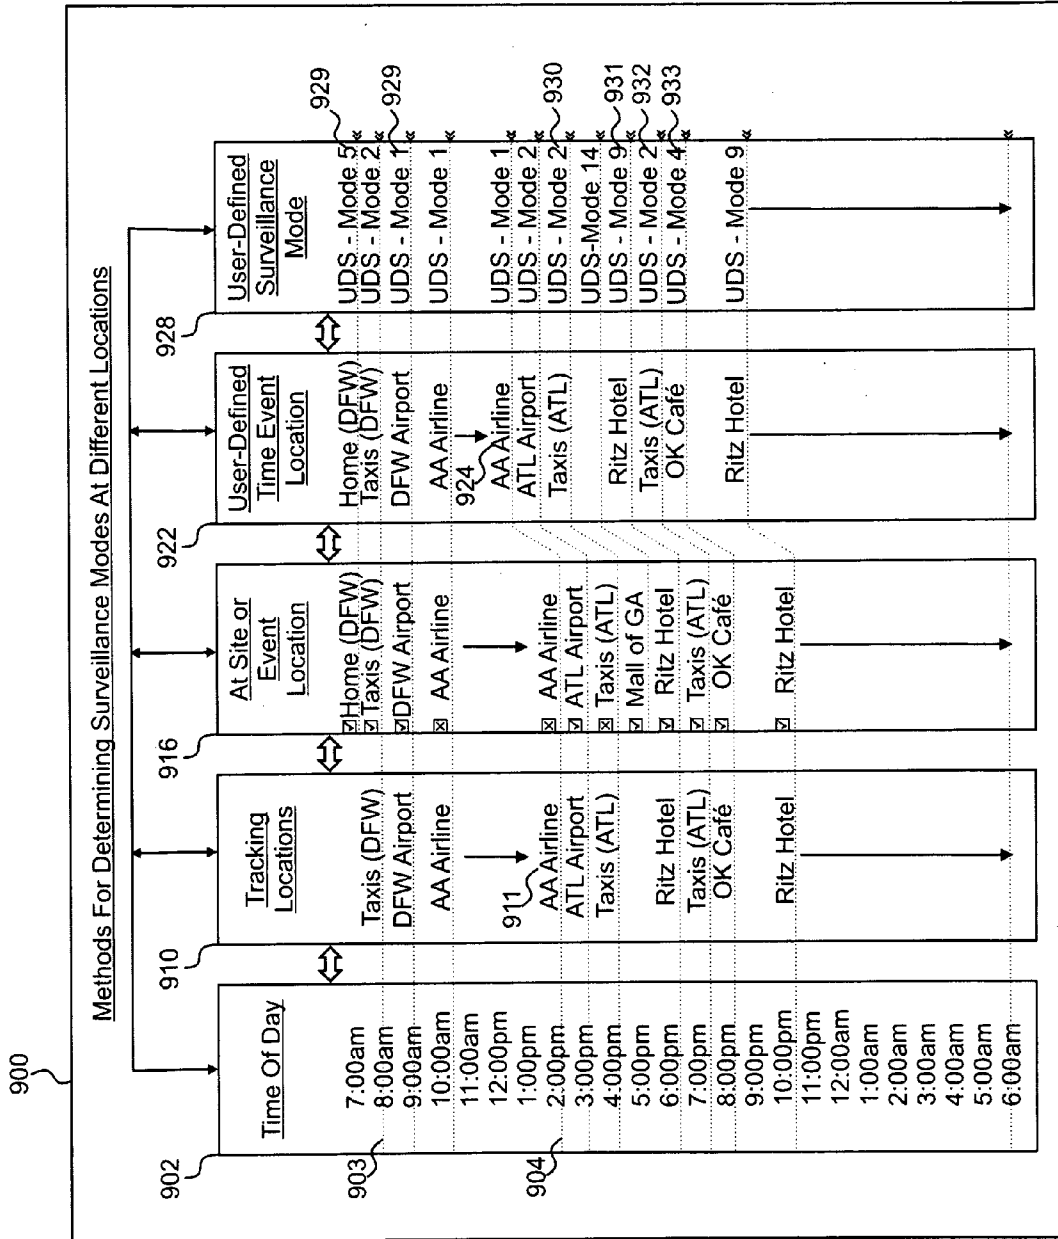 900
Methods For Determining Surveillance Modes At Different Locations
902
Time Of Day
7:00am
8:00am
9:00am
10:00am
11:00am
12:00pm
1:00pm
2:00pm
3:00pm
4:00pm
5:00pm
6:00pm
7:00pm
8:00pm
9:00pm
10:00pm
11:00pm
12:00am
1:00am
2:00am
3:00am
4:00am
5:00am
6:00am
903
904
910
Tracking
Locations
Taxis (DFW)
DFW Airport
AA Airline
911
AA Airline
ATL Airport
Taxis (ATL)
Ritz Hotel
Taxis (ATL)
OK Café
Ritz Hotel
916
At Site or
Event
Location
Home (DFW)
Taxis (DFW)
DFW Airport
AA Airline
AA Airline
ATL Airport
Taxis (ATL)
Mall of GA
Ritz Hotel
Taxis (ATL)
OK Café
Ritz Hotel
922
User-Defined
Time Event
Location
Home (DFW)
Taxis (DFW)
DFW Airport
AA Airline
924
AA Airline
ATL Airport
Taxis (ATL)
Ritz Hotel
Taxis (ATL)
OK Café
Ritz Hotel
928
User-Defined
Surveillance
Mode
UDS - Mode 5
UDS - Mode 2
UDS - Mode 1
UDS - Mode 1
UDS - Mode 1
UDS - Mode 2
UDS - Mode 2
UDS-Mode 14
UDS - Mode 9
UDS - Mode 2
UDS - Mode 4
UDS - Mode 9
929
929
930
931
932
933